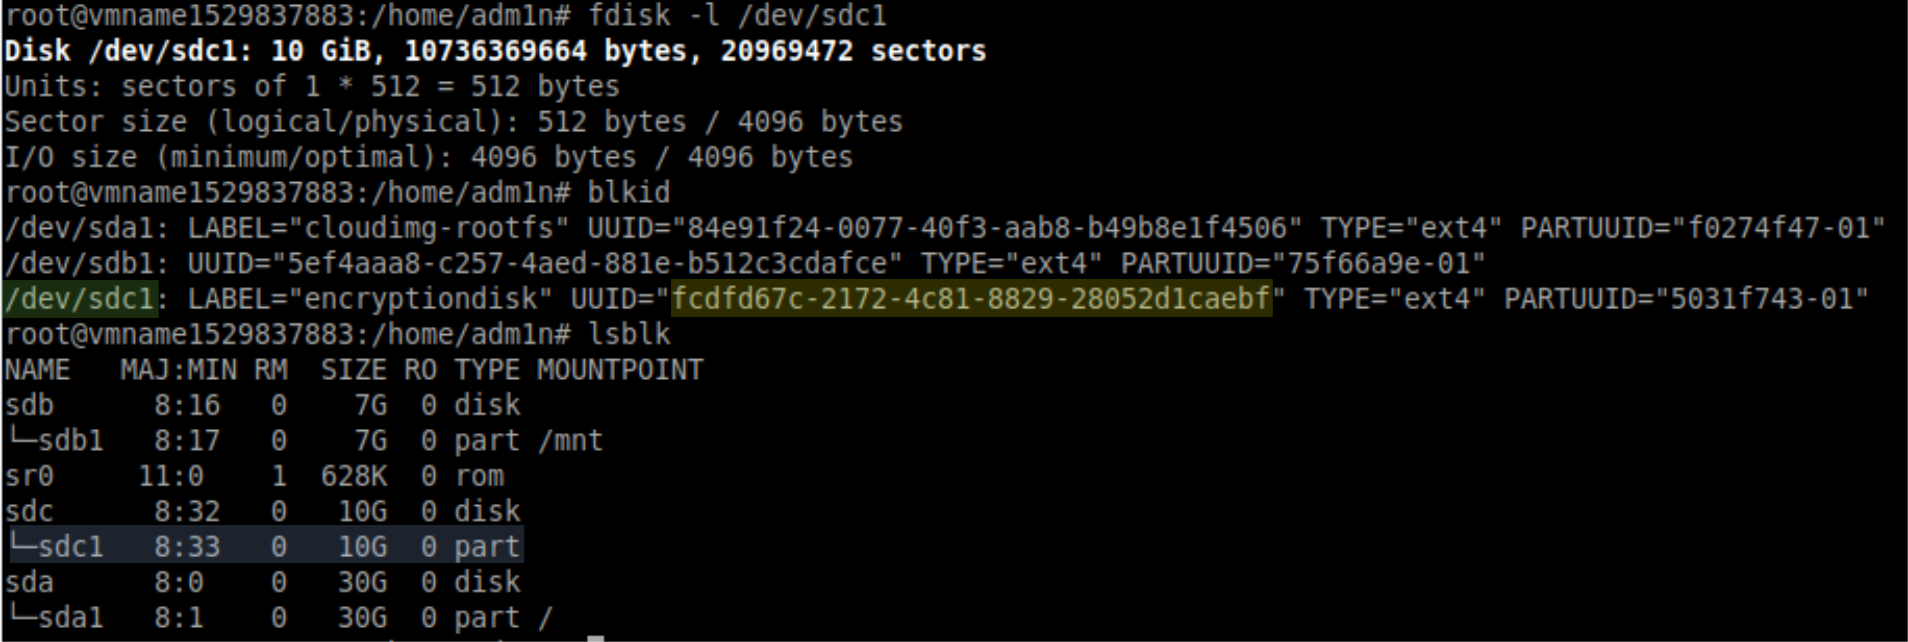 root@vmname1529837883:/home/adm1n# fdisk -l /dev/sdc1
Disk /dev/sdc1: 10 GiB, 10736369664 bytes, 20969472 sectors
Units: sectors of 1 * 512 = 512 bytes
Sector size (logical/physical): 512 bytes / 4096 bytes
I/O size (minimum/optimal): 4096 bytes / 4096 bytes
root@vmname1529837883:/home/adm1n# blkid
/dev/sda1: LABEL="cloudimg-rootfs" UUID="84e91f24-0077-40f3-aab8-b49b8e1f4506" TYPE="ext4" PARTUUID="f0274f47-01"
/dev/sdb1: UUID="5ef4aaa8-c257-4aed-881e-b512c3cdafce" TYPE="ext4" PARTUUID="75f66a9e-01"
/dev/sdc1: LABEL="encryptiondisk" UUID="fcdfd67c-2172-4c81-8829-28052d1caebf" TYPE="ext4" PARTUUID="5031f743-01"
root@vmname1529837883:/home/adm1n# lsblk
NAME   MAJ:MIN RM   SIZE RO TYPE MOUNTPOINT
sdb      8:16   0     7G  0 disk
└─sdb1   8:17   0     7G  0 part /mnt
sr0     11:0    1   628K  0 rom
sdc      8:32   0    10G  0 disk
└─sdc1   8:33   0    10G  0 part
sda      8:0    0    30G  0 disk
└─sda1   8:1    0    30G  0 part /